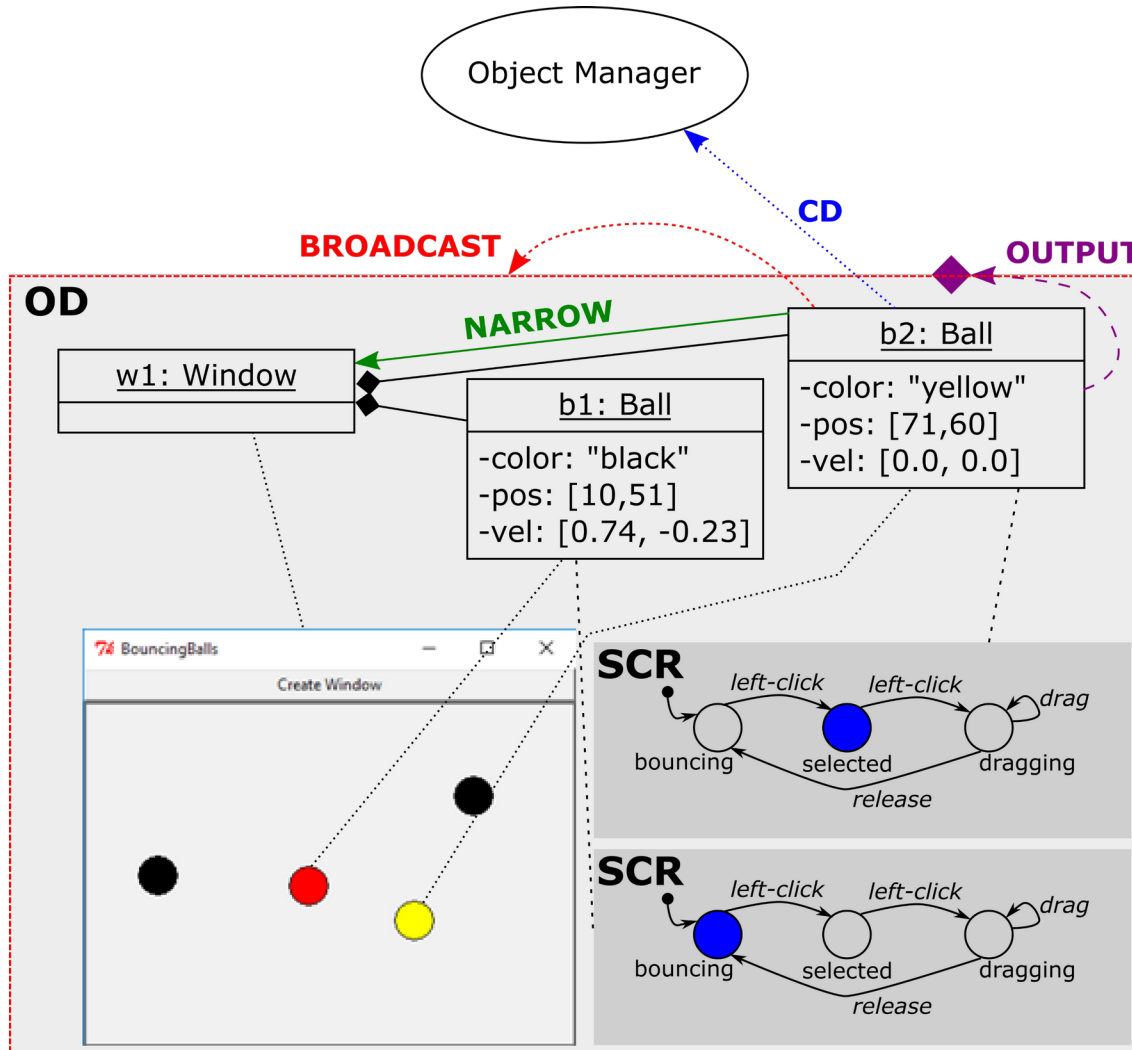 Object Manager
CD
BROADCAST
OUTPUT
OD
NARROW
b2: Ball
w1: Window
-color: "yellow"
b1: Ball
-pos: [71,60]
-color: "black"
-vel: [0.0, 0.0]
-pos: [10,51]
-vel: [0.74, -0.23]
BouncingBalls
Create Window
SCR
left-click
left-click
drag
bouncing
selected
dragging
release
SCR
left-click
left-click
drag
bouncing
selected
dragging
release